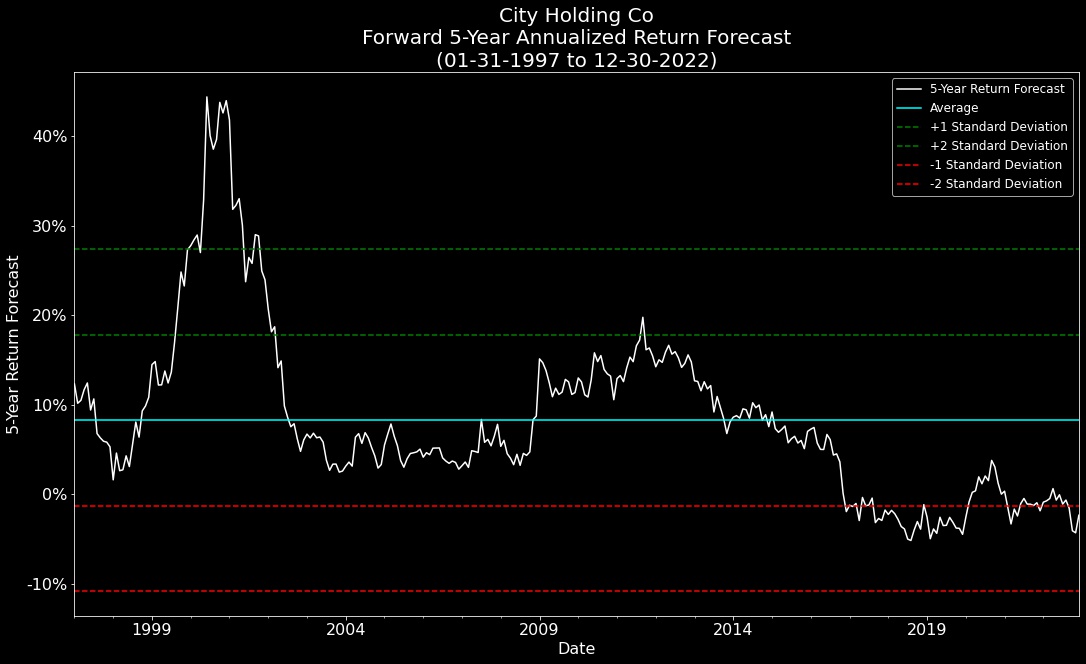 City Holding Co
Forward 5-Year Annualized Return Forecast
(01-31-1997 to 12-30-2022)
5-Year Return Forecast
Average
+1 Standard Deviation
+2 Standard Deviation
-1 Standard Deviation
-2 Standard Deviation
5-Year Return Forecast
40%
30%
20%
10%
0%
-10%
1999
2004
2009
2014
2019
Date